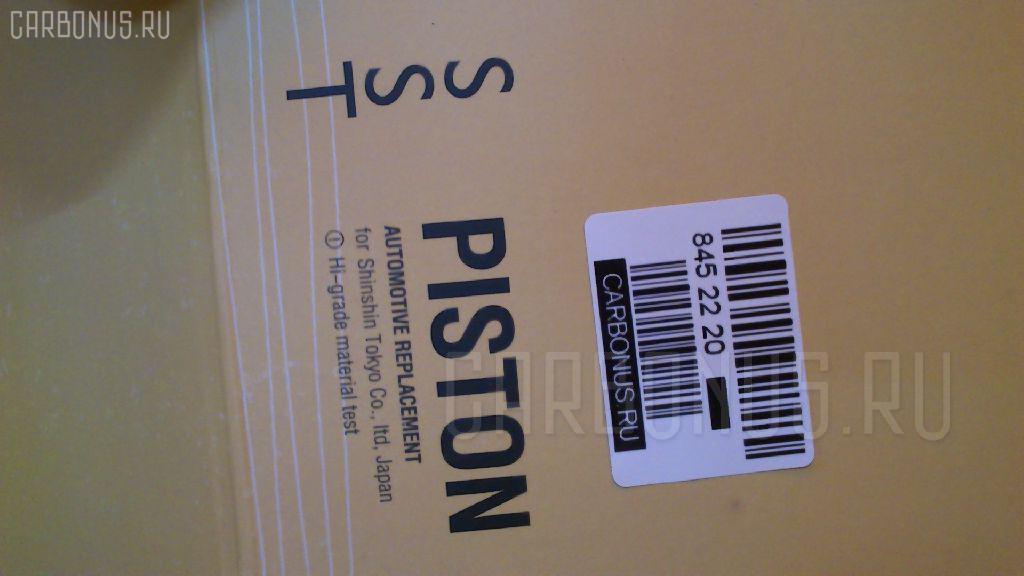 CARBONUS.RU
S
S
T
PISTON
AUTOMOTIVE REPLACEMENT
for Shinshin Tokyo Co., ltd, Japan
① Hi-grade material test
845 22 20
CARBONUS.RU
CARBONUS.RU